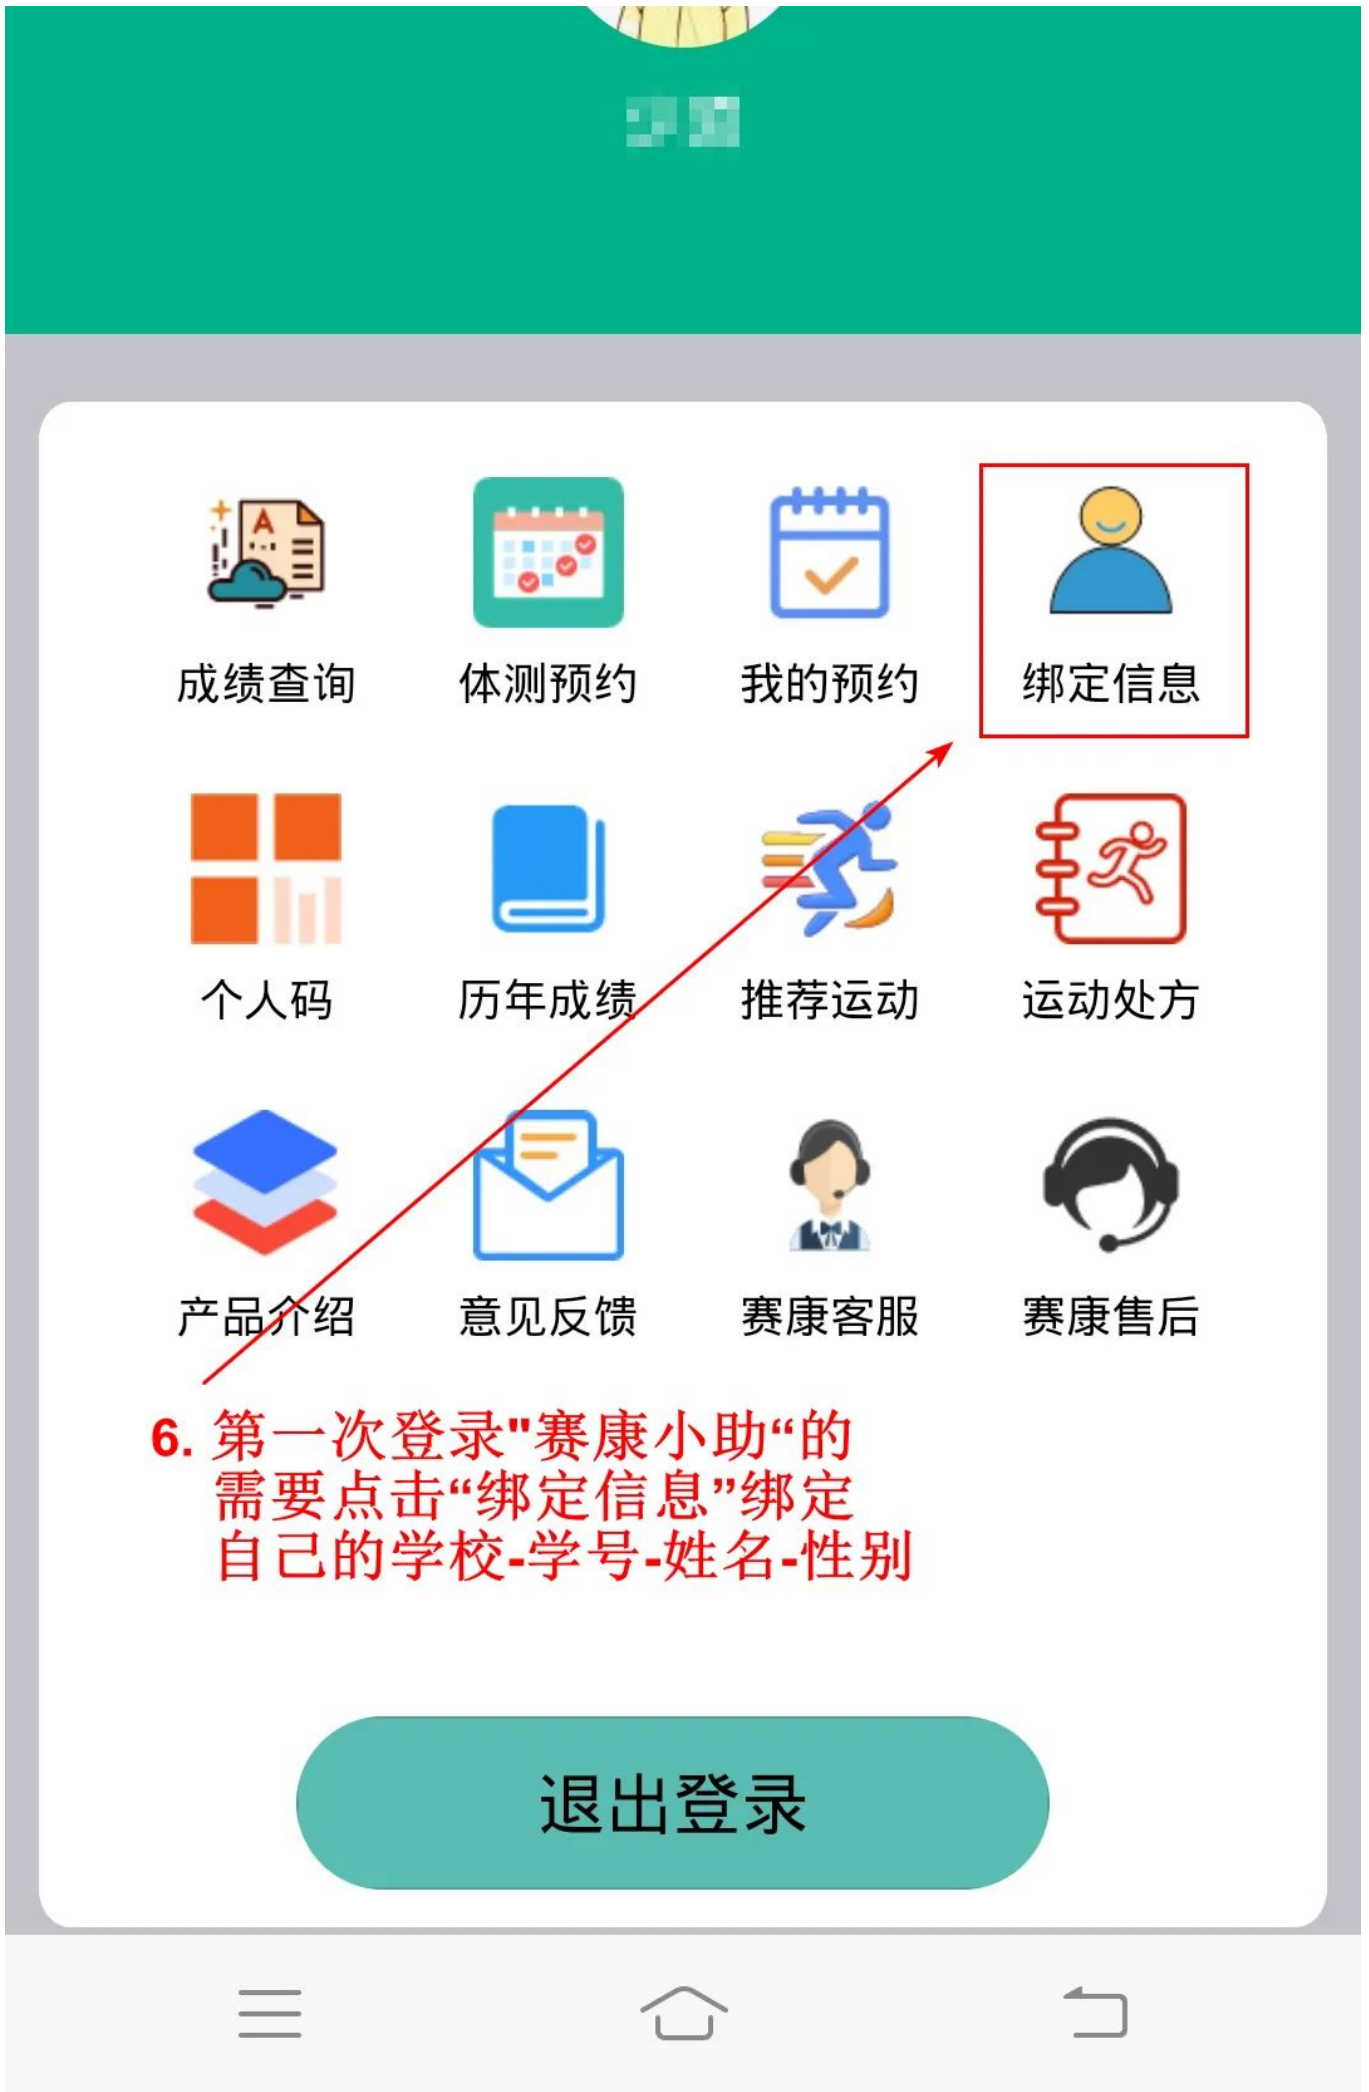 成绩查询 体测预约 我的预约 绑定信息
个人码 历年成绩 推荐运动 运动处方
产品介绍 意见反馈 赛康客服 赛康售后
6. 第一次登录"赛康小助“的
需要点击“绑定信息”绑定
自己的学校-学号-姓名-性别
退出登录